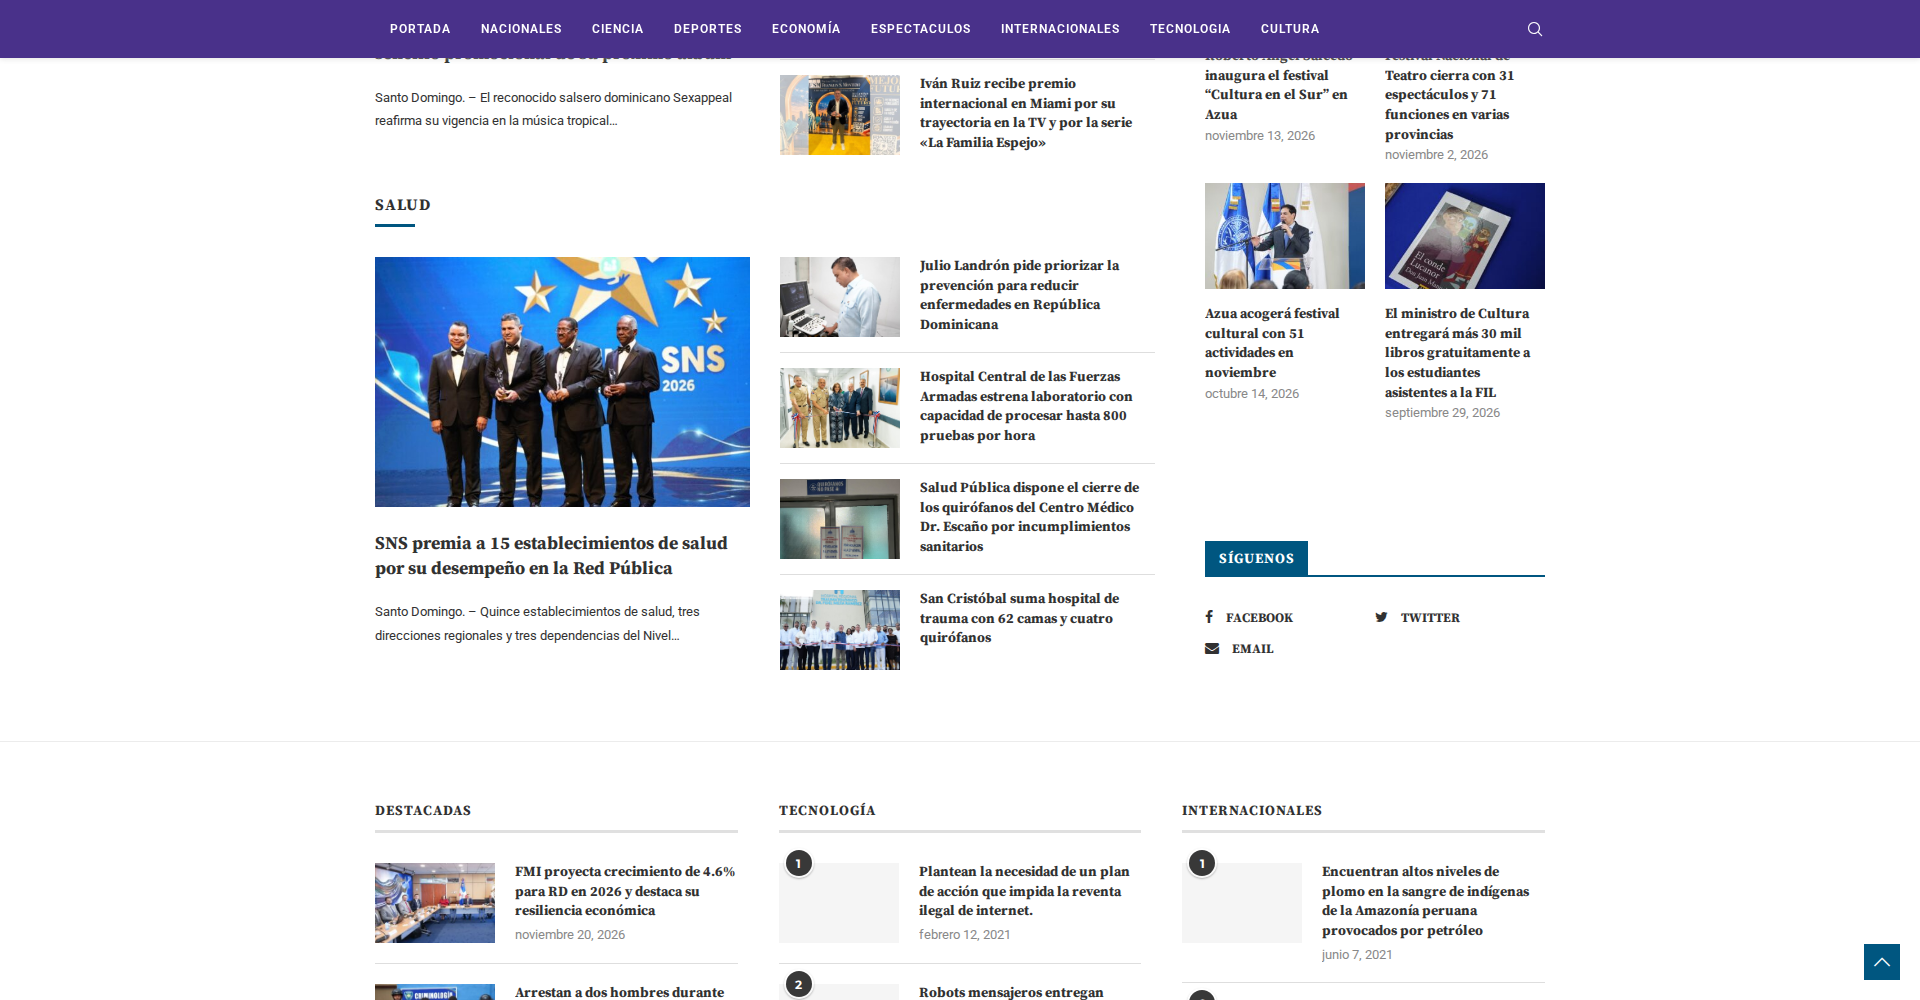 PORTADA NACIONALES CIENCIA DEPORTES ECONOMÍA ESPECTACULOS INTERNACIONALES TECNOLOGIA CULTURA
Santo Domingo. – El reconocido salsero dominicano Sexappeal
reafirma su vigencia en la música tropical...
Iván Ruiz recibe premio
internacional en Miami por su
trayectoria en la TV y por la serie
«La Familia Espejo»
Roberto Ángel Salcedo
inaugura el festival
“Cultura en el Sur” en
Azua
noviembre 13, 2026
Festival Nacional de
Teatro cierra con 31
espectáculos y 71
funciones en varias
provincias
noviembre 2, 2026
SALUD
SNS
2026
SNS premia a 15 establecimientos de salud
por su desempeño en la Red Pública
Santo Domingo. – Quince establecimientos de salud, tres
direcciones regionales y tres dependencias del Nivel...
Julio Landrón pide priorizar la
prevención para reducir
enfermedades en República
Dominicana
Hospital Central de las Fuerzas
Armadas estrena laboratorio con
capacidad de procesar hasta 800
pruebas por hora
Salud Pública dispone el cierre de
los quirófanos del Centro Médico
Dr. Escaño por incumplimientos
sanitarios
San Cristóbal suma hospital de
trauma con 62 camas y cuatro
quirófanos
Azua acogerá festival
cultural con 51
actividades en
noviembre
octubre 14, 2026
El conde
Lucanor
Don Juan Manuel
El ministro de Cultura
entregará más 30 mil
libros gratuitamente a
los estudiantes
asistentes a la FIL
septiembre 29, 2026
SÍGUENOS
FACEBOOK
TWITTER
EMAIL
DESTACADAS
FMI proyecta crecimiento de 4.6%
para RD en 2026 y destaca su
resiliencia económica
noviembre 20, 2026
CRIMINOLOGÍA
Arrestan a dos hombres durante
TECNOLOGÍA
1
Plantean la necesidad de un plan
de acción que impida la reventa
ilegal de internet.
febrero 12, 2021
2
Robots mensajeros entregan
INTERNACIONALES
1
Encuentran altos niveles de
plomo en la sangre de indígenas
de la Amazonía peruana
provocados por petróleo
junio 7, 2021